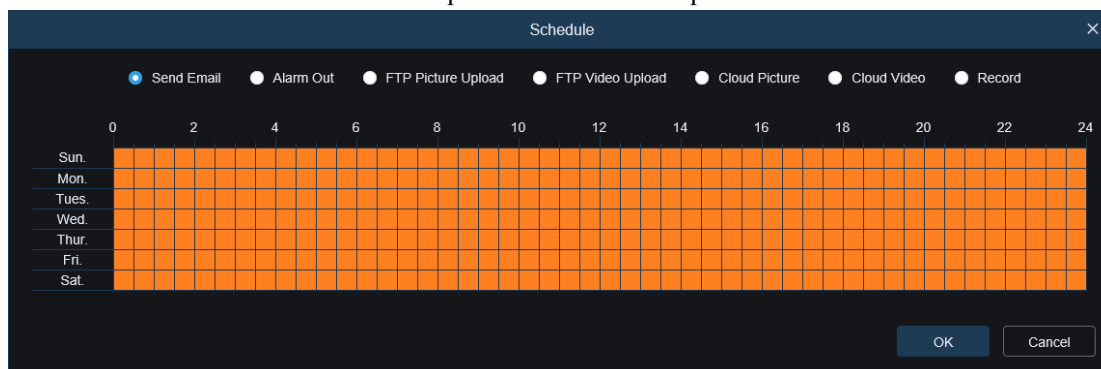 Schedule ×
Send Email Alarm Out FTP Picture Upload FTP Video Upload Cloud Picture Cloud Video Record
0 2 4 6 8 10 12 14 16 18 20 22 24
Sun.
Mon.
Tues.
Wed.
Thur.
Fri.
Sat.
OK Cancel